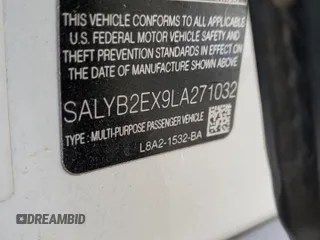 THIS VEHICLE CONFORMS TO ALL APPLICABLE
U.S. FEDERAL MOTOR VEHICLE SAFETY AND
THEFT PREVENTION STANDARDS IN EFFECT ON
THE DATE OF MANUFACTURE SHOWN ABOVE.
SALYB2EX9LA271032
TYPE : MULTI-PURPOSE PASSENGER VEHICLE
L8A2-1532-BA
DREAMBID